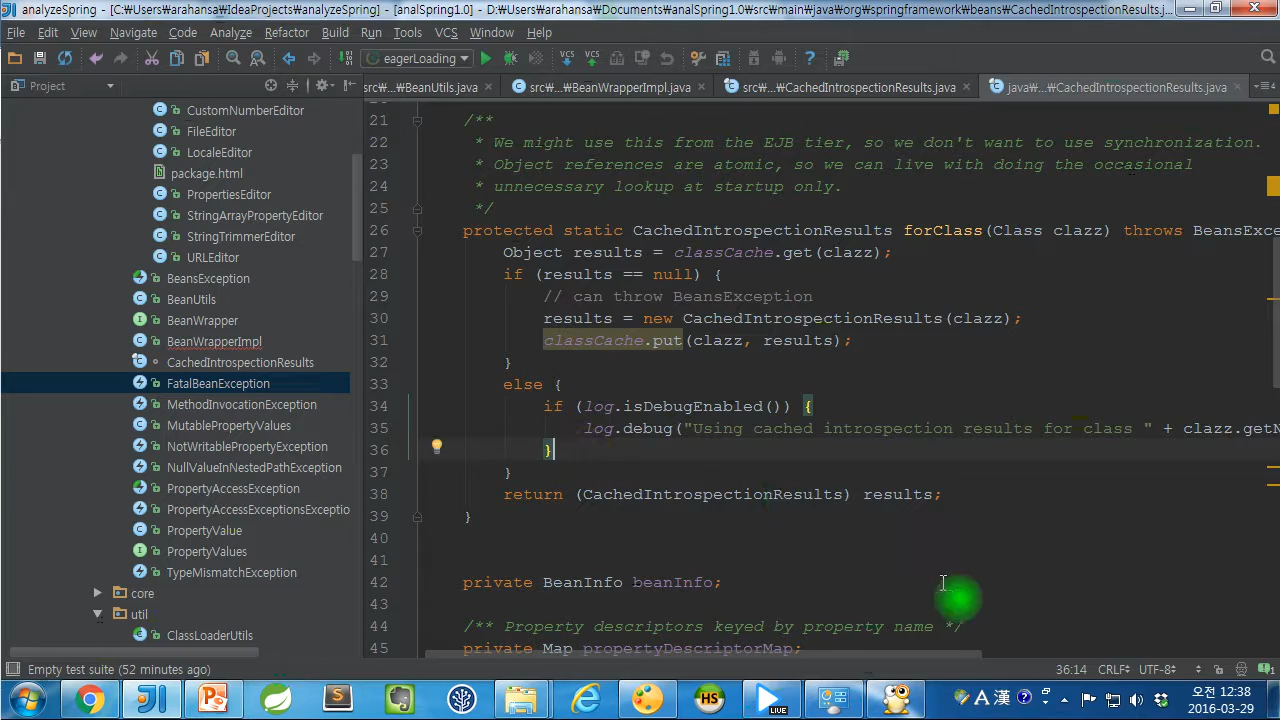 analyzeSpring - [C:₩Users₩arahansa₩IdeaProjects₩analyzeSpring] - [analSpring1.0] - D:₩Users₩arahansa₩Documents₩analSpring1.0₩src₩main₩java₩org₩springframework₩beans₩CachedIntrospectionResults.j...
File Edit View Navigate Code Analyze Refactor Build Run Tools VCS Window Help
eagerLoading
Project
src₩...₩BeanUtils.java
src₩...₩BeanWrapperImpl.java
src₩...₩CachedIntrospectionResults.java
java₩...₩CachedIntrospectionResults.java
CustomNumberEditor
FileEditor
LocaleEditor
package.html
PropertiesEditor
StringArrayPropertyEditor
StringTrimmerEditor
URLEditor
BeansException
BeanUtils
BeanWrapper
BeanWrapperImpl
CachedIntrospectionResults
FatalBeanException
MethodInvocationException
MutablePropertyValues
NotWritablePropertyException
NullValueInNestedPathException
PropertyAccessException
PropertyAccessExceptionsExceptio
PropertyValue
PropertyValues
TypeMismatchException
core
util
ClassLoaderUtils
21 /**
22 * We might use this from the EJB tier, so we don't want to use synchronization.
23 * Object references are atomic, so we can live with doing the occasional
24 * unnecessary lookup at startup only.
25 */
26 protected static CachedIntrospectionResults forClass(Class clazz) throws BeansExce
27 Object results = classCache.get(clazz);
28 if (results == null) {
29 // can throw BeansException
30 results = new CachedIntrospectionResults(clazz);
31 classCache.put(clazz, results);
32 }
33 else {
34 if (log.isDebugEnabled()) {
35 log.debug("Using cached introspection results for class " + clazz.getN
36 }
37 }
38 return (CachedIntrospectionResults) results;
39 }
40
41
42 private BeanInfo beanInfo;
43
44 /** Property descriptors keyed by property name */
45 private Map propertyDescriptorMap;
Empty test suite (52 minutes ago)
36:14 CRLF UTF-8
A 漢
오전 12:38
2016-03-29